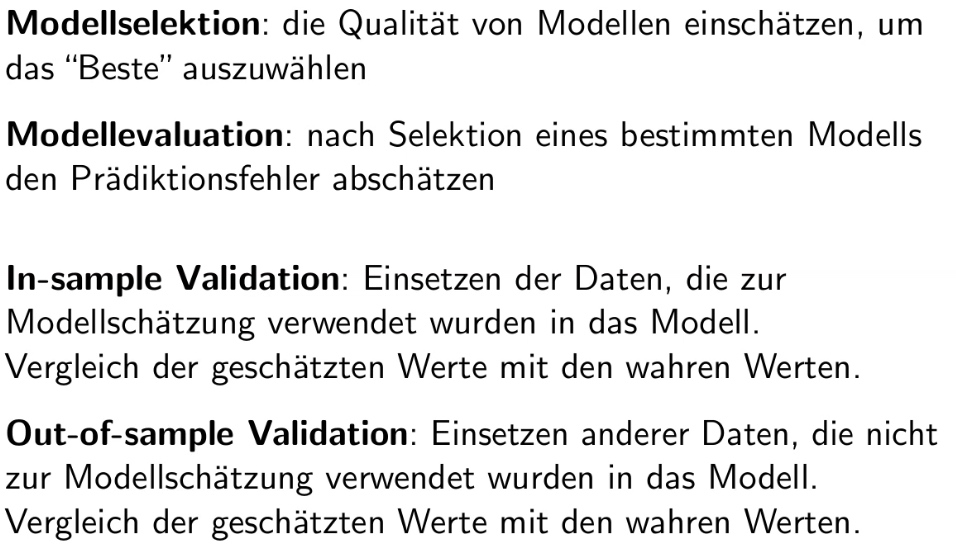 Modellselektion: die Qualität von Modellen einschätzen, um
das “Beste” auszuwählen
Modellevaluation: nach Selektion eines bestimmten Modells
den Prädiktionsfehler abschätzen
In-sample Validation: Einsetzen der Daten, die zur
Modellschätzung verwendet wurden in das Modell.
Vergleich der geschätzten Werte mit den wahren Werten.
Out-of-sample Validation: Einsetzen anderer Daten, die nicht
zur Modellschätzung verwendet wurden in das Modell.
Vergleich der geschätzten Werte mit den wahren Werten.